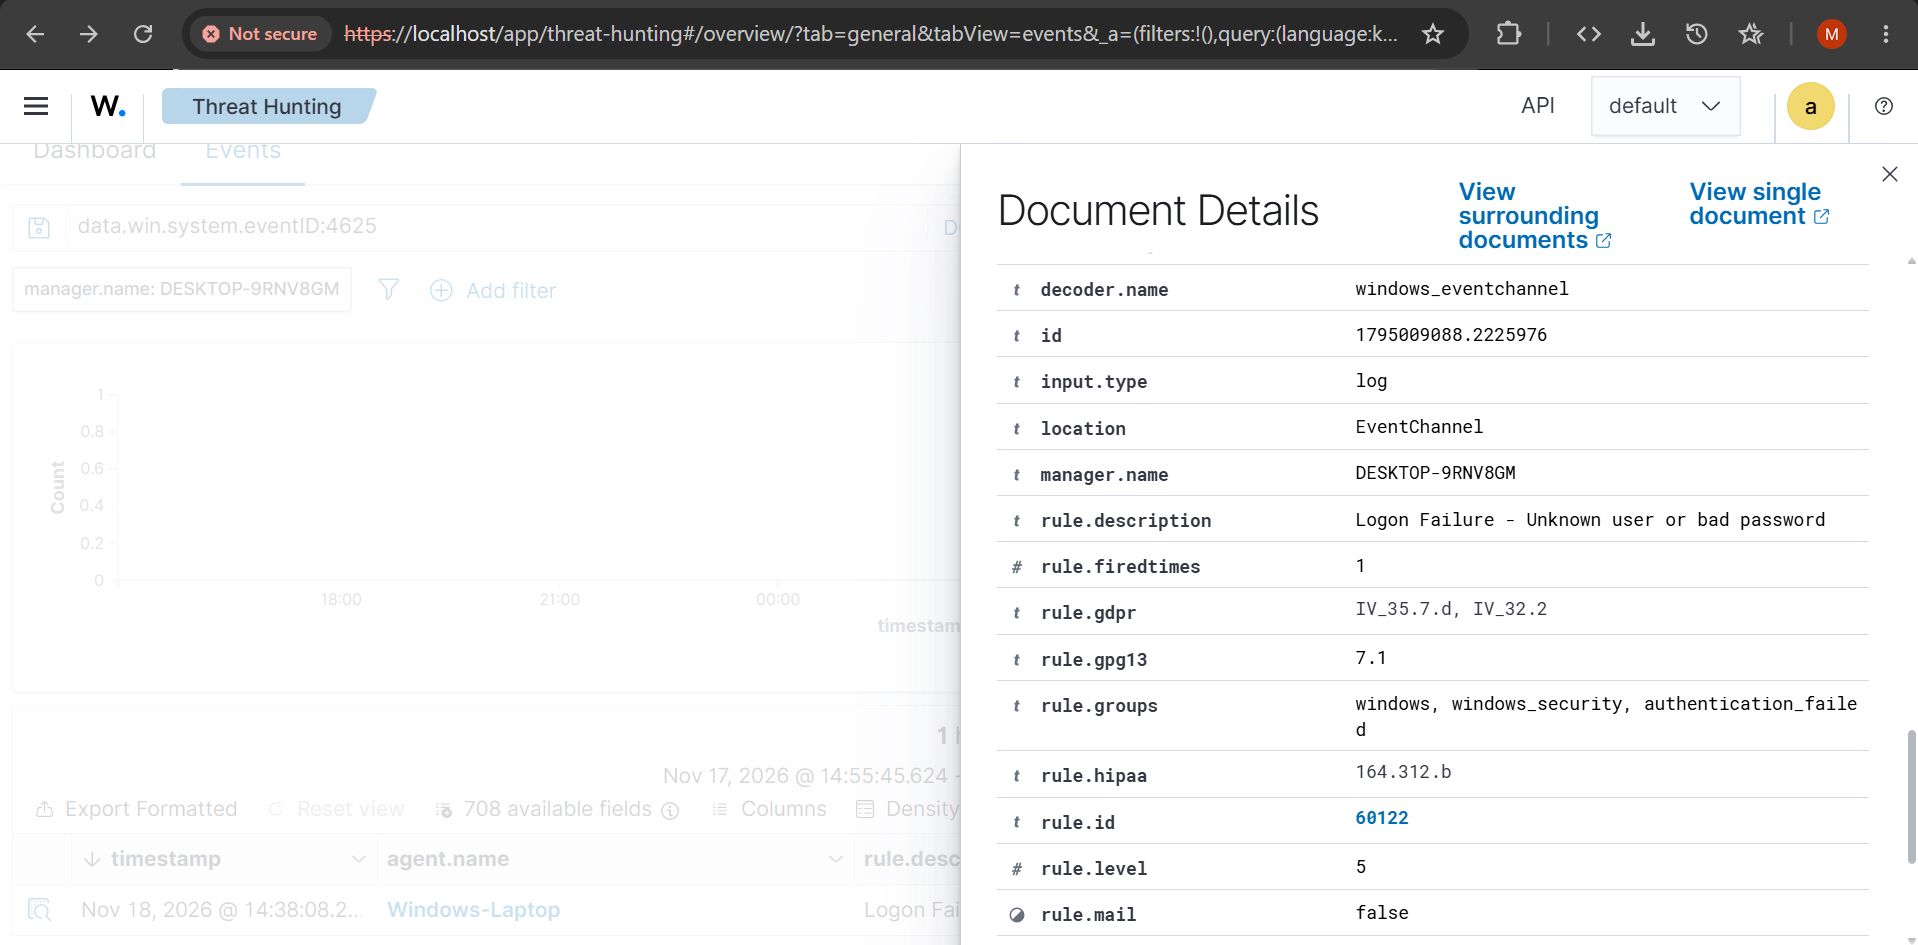 Not secure https://localhost/app/threat-hunting#/overview/?tab=general&tabView=events&_a=(filters:!(),query:(language:k... M
W. Threat Hunting API default a
Dashboard Events
data.win.system.eventID:4625
manager.name: DESKTOP-9RNV8GM Add filter
Count
1
0.8
0.6
0.4
0.2
0
18:00 21:00 00:00
timestam
1
Nov 17, 2026 @ 14:55:45.624 -
Export Formatted Reset view 708 available fields Columns Density
timestamp agent.name rule.desc
Nov 18, 2026 @ 14:38:08.2... Windows-Laptop Logon Fai
Document Details
View surrounding documents
View single document
t decoder.name windows_eventchannel
t id 1795009088.2225976
t input.type log
t location EventChannel
t manager.name DESKTOP-9RNV8GM
t rule.description Logon Failure - Unknown user or bad password
# rule.firedtimes 1
t rule.gdpr IV_35.7.d, IV_32.2
t rule.gpg13 7.1
t rule.groups windows, windows_security, authentication_faile
d
t rule.hipaa 164.312.b
t rule.id 60122
# rule.level 5
rule.mail false